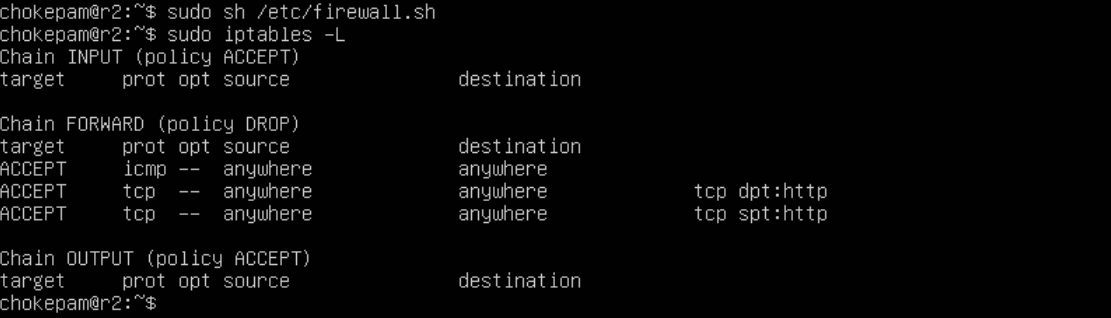 chokepam@r2:~$ sudo sh /etc/firewall.sh
chokepam@r2:~$ sudo iptables -L
Chain INPUT (policy ACCEPT)
target     prot opt source               destination

Chain FORWARD (policy DROP)
target     prot opt source               destination
ACCEPT     icmp --  anywhere             anywhere
ACCEPT     tcp  --  anywhere             anywhere             tcp dpt:http
ACCEPT     tcp  --  anywhere             anywhere             tcp spt:http

Chain OUTPUT (policy ACCEPT)
target     prot opt source               destination
chokepam@r2:~$